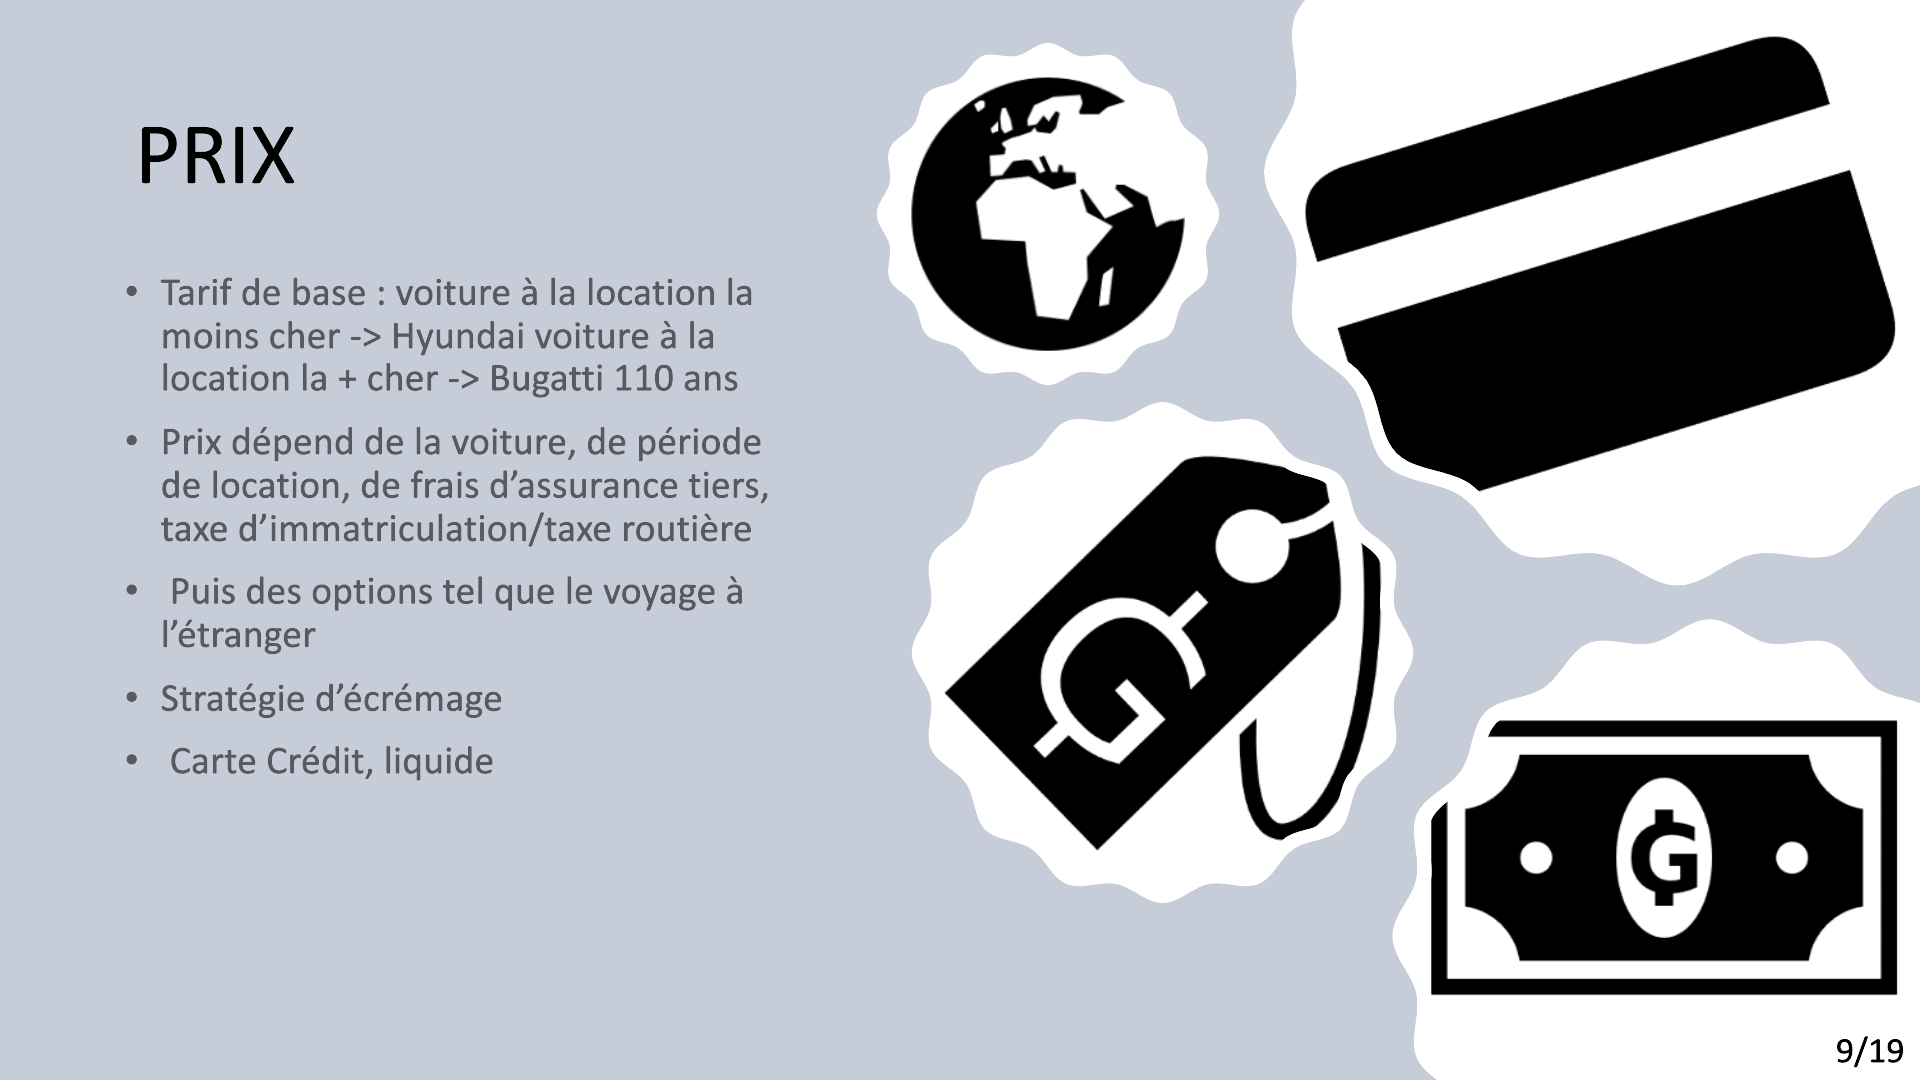 PRIX
• Tarif de base : voiture à la location la
moins cher -> Hyundai voiture à la
location la + cher -> Bugatti 110 ans
• Prix dépend de la voiture, de période
de location, de frais d’assurance tiers,
taxe d’immatriculation/taxe routière
• Puis des options tel que le voyage à
l’étranger
• Stratégie d’écrémage
• Carte Crédit, liquide
9/19